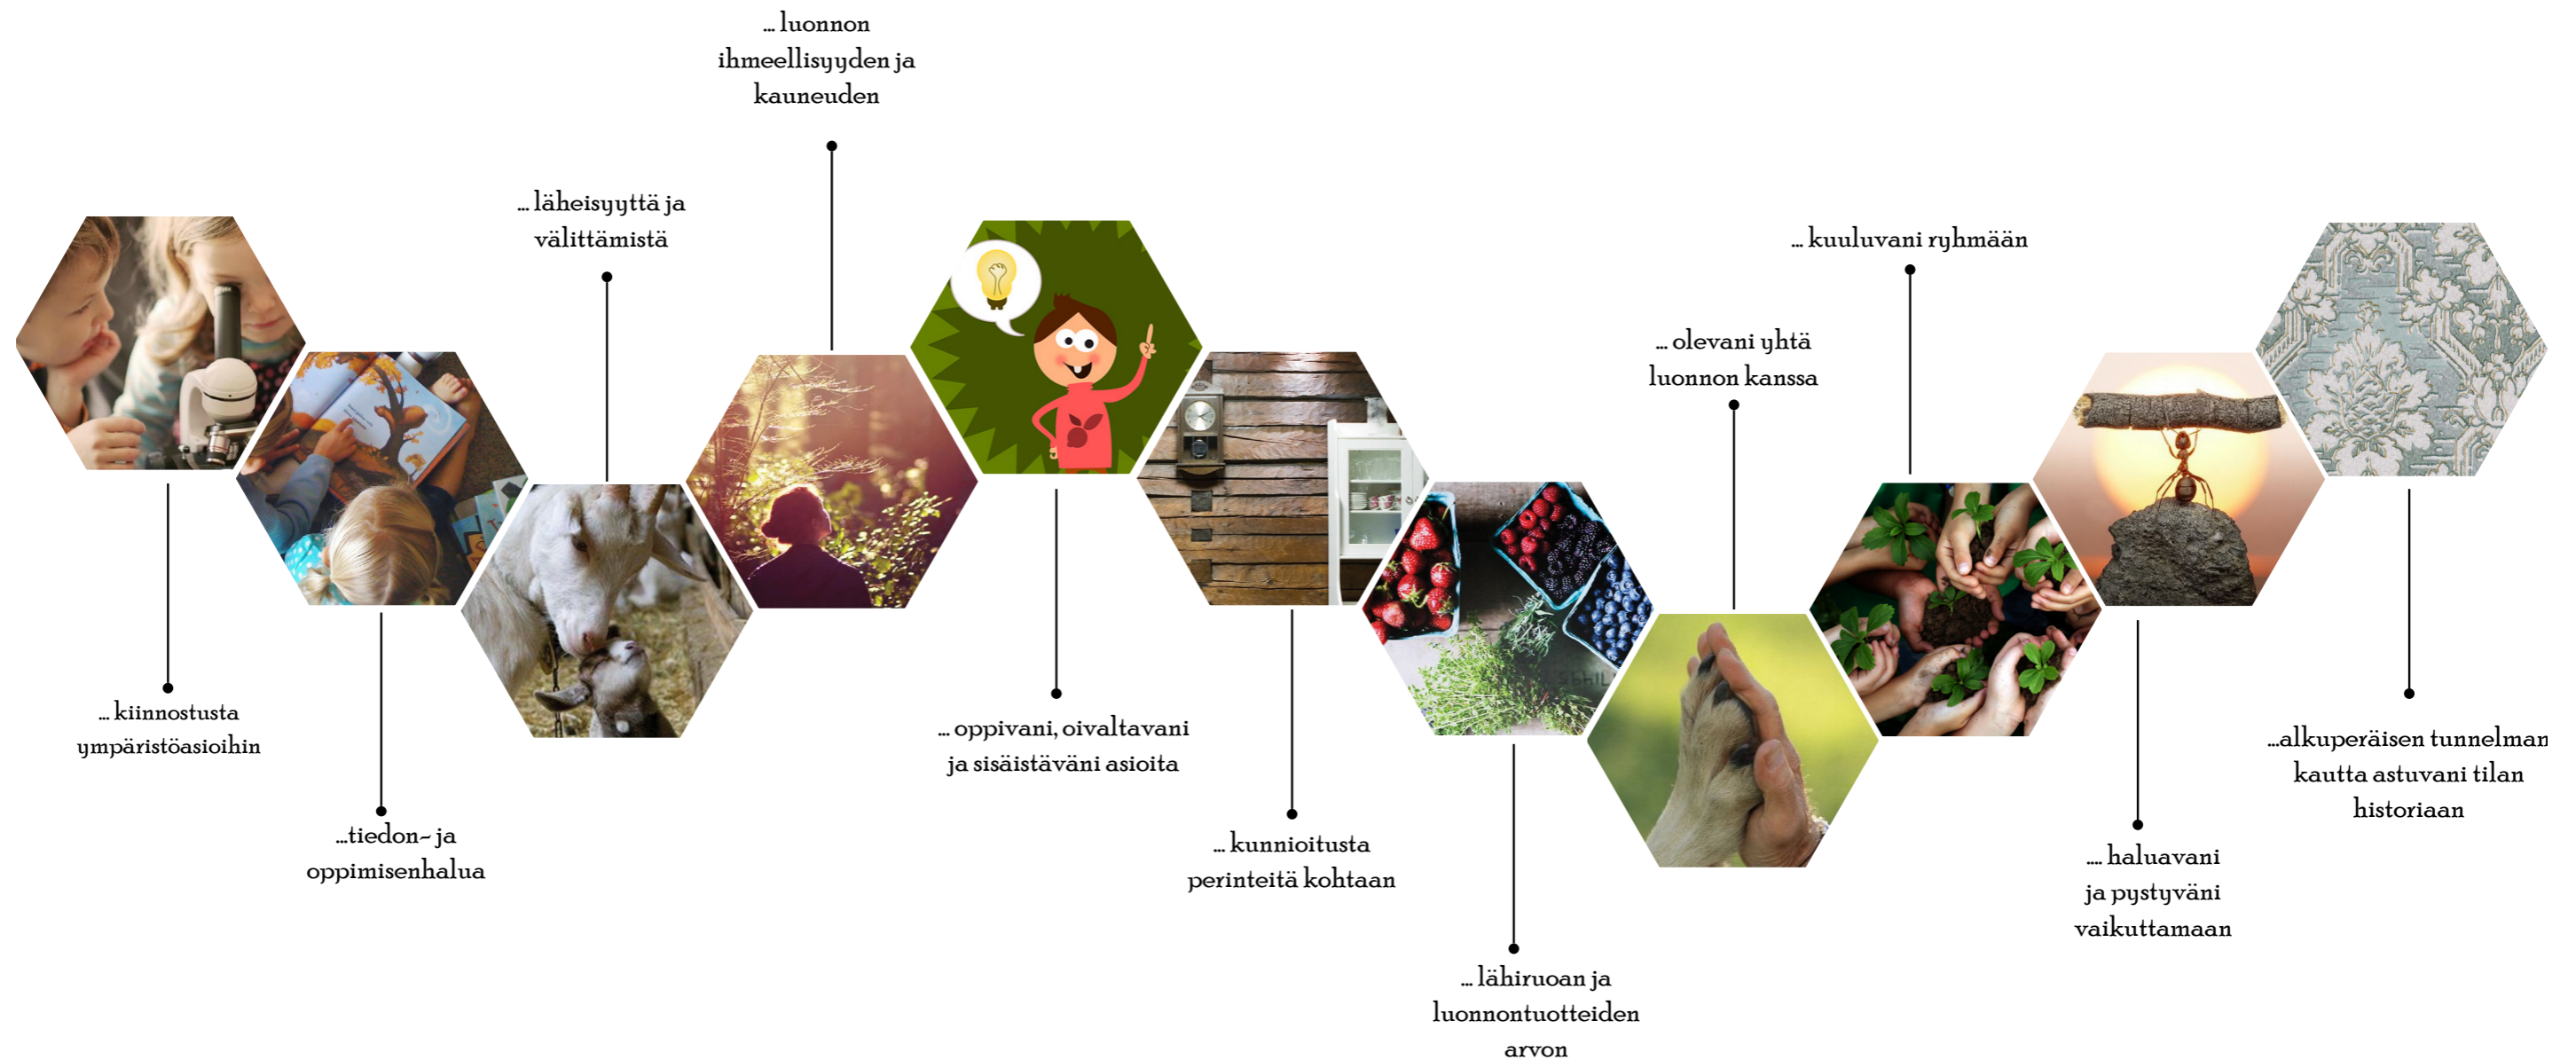 ... kiinnostusta
ympäristöasioihin
...tiedon- ja
oppimisenhalua
... läheisyyttä ja
välittämistä
... luonnon
ihmeellisyyden ja
kauneuden
... oppivani, oivaltavani
ja sisäistäväni asioita
... kunnioitusta
perinteitä kohtaan
... lähiruoan ja
luonnontuotteiden
arvon
... olevani yhtä
luonnon kanssa
... kuuluvani ryhmään
.... haluavani
ja pystyväni
vaikuttamaan
...alkuperäisen tunnelman
kautta astuvani tilan
historiaan